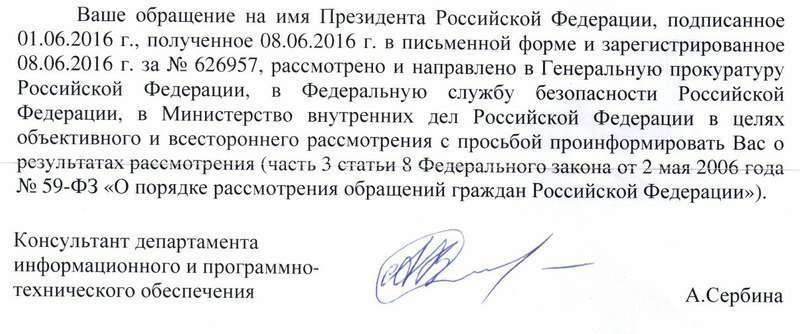 Ваше обращение на имя Президента Российской Федерации, подписанное
01.06.2016 г., полученное 08.06.2016 г. в письменной форме и зарегистрированное
08.06.2016 г. за № 626957, рассмотрено и направлено в Генеральную прокуратуру
Российской Федерации, в Федеральную службу безопасности Российской
Федерации, в Министерство внутренних дел Российской Федерации в целях
объективного и всестороннего рассмотрения с просьбой проинформировать Вас о
результатах рассмотрения (часть 3 статьи 8 Федерального закона от 2 мая 2006 года
№ 59-ФЗ «О порядке рассмотрения обращений граждан Российской Федерации»).
Консультант департамента
информационного и программно-
технического обеспечения
А.Сербина